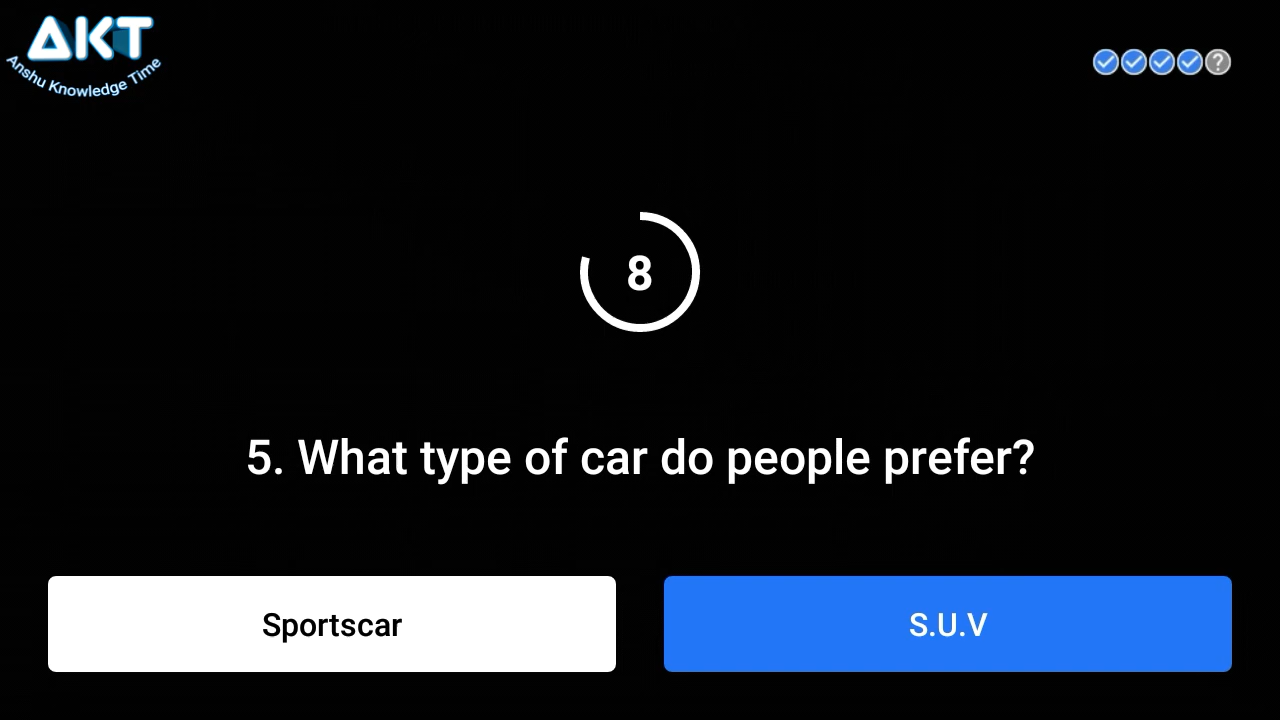 AKT
Anshu Knowledge Time
?
8
5. What type of car do people prefer?
Sportscar
S.U.V